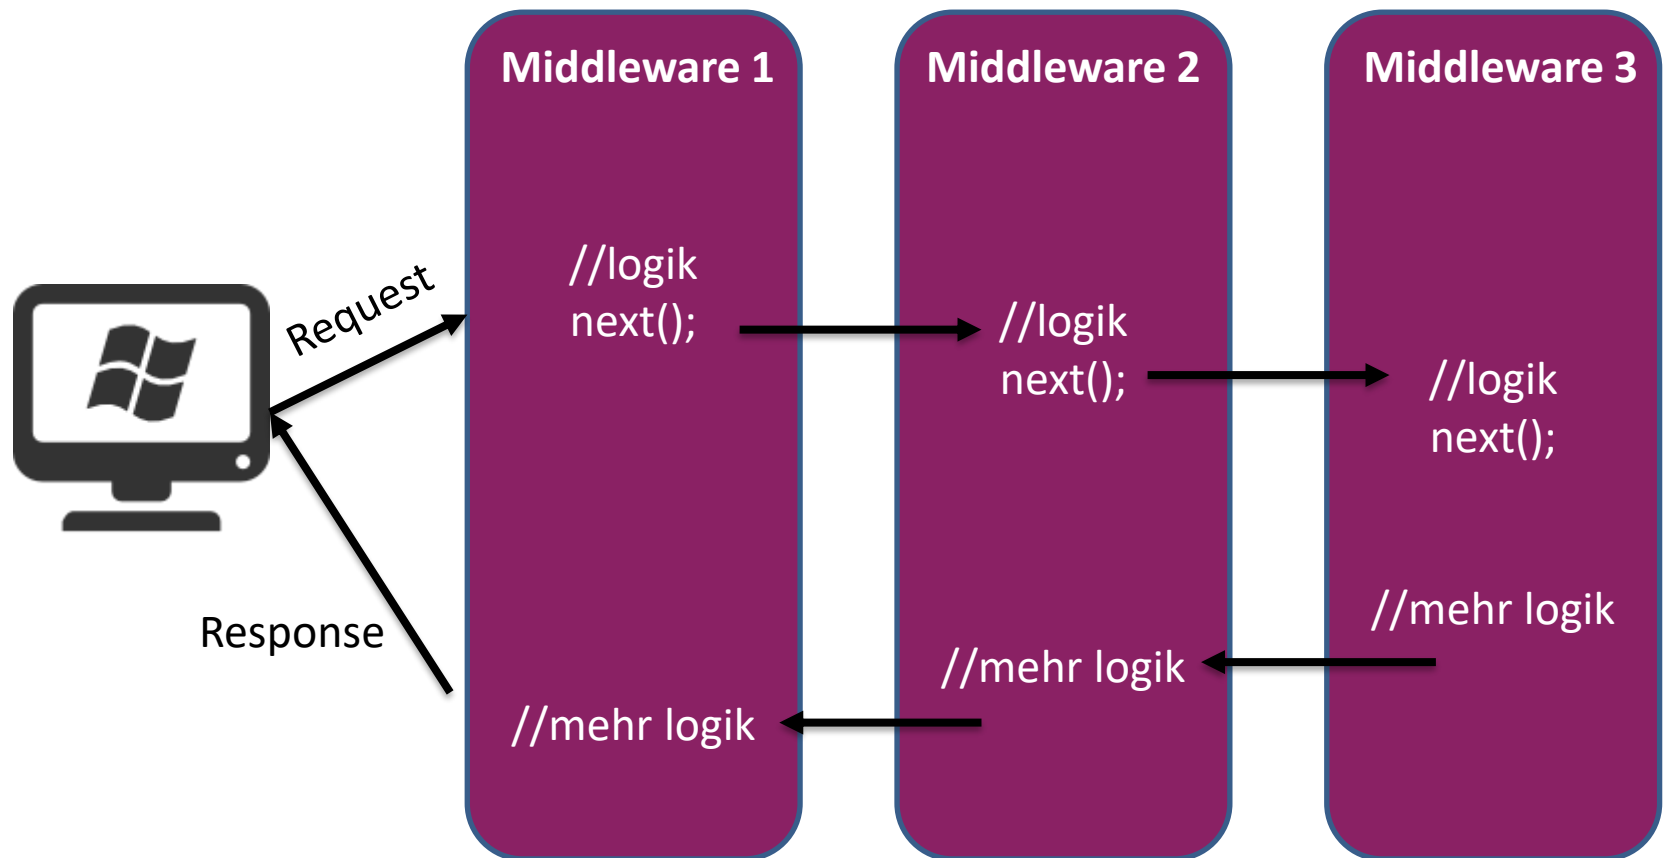 Middleware 1
Middleware 2
Middleware 3
Request
//logik
next();
//logik
next();
//logik
next();
Response
//mehr logik
//mehr logik
//mehr logik